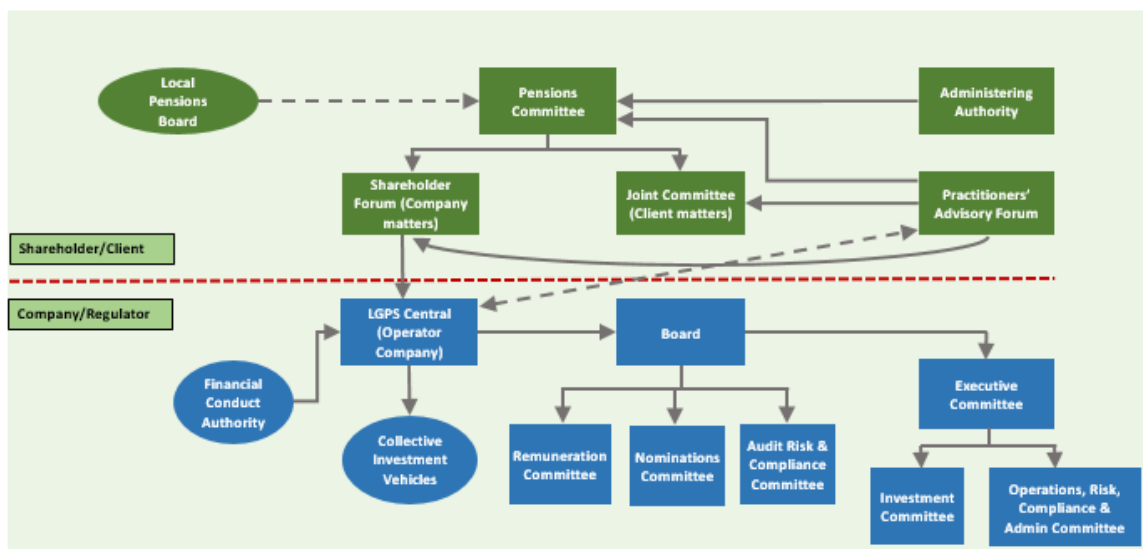 Local
Pensions
Board
Pensions
Committee
Administering
Authority
Shareholder
Forum (Company
matters)
Joint Committee
(Client matters)
Practitioners'
Advisory Forum
Shareholder/Client
Company/Regulator
LGPS Central
(Operator
Company)
Board
Financial
Conduct
Authority
Executive
Committee
Collective
Investment
Vehicles
Remuneration
Committee
Nominations
Committee
Audit Risk &
Compliance
Committee
Investment
Committee
Operations, Risk,
Compliance &
Admin Committee